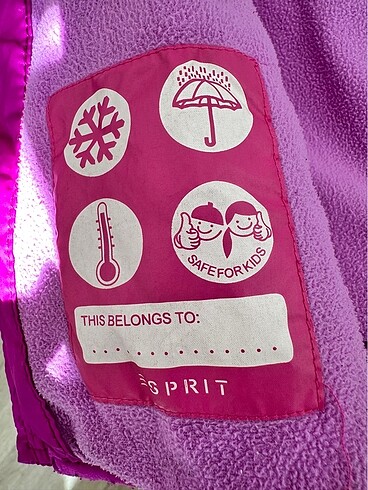 SAFE FOR KIDS
THIS BELONGS TO:
ESPRIT